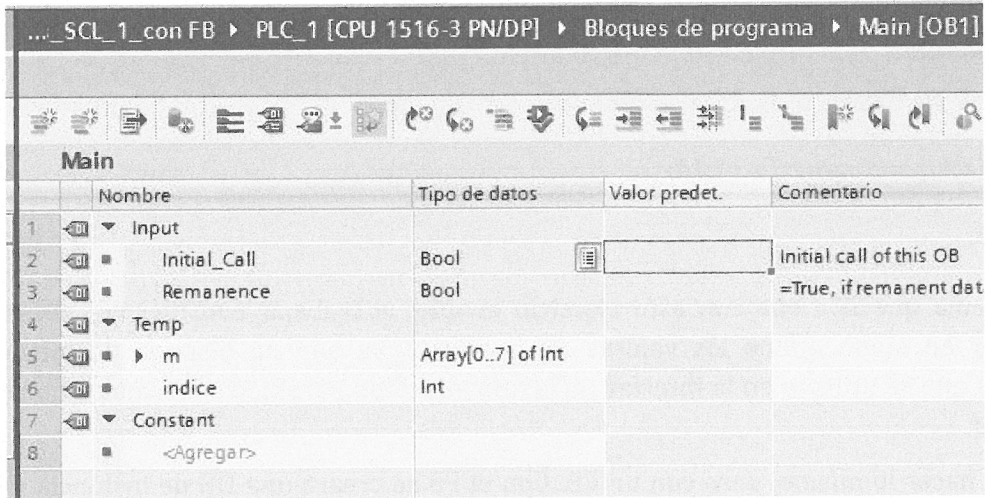 ..._SCL_1_con FB ▸ PLC_1 [CPU 1516-3 PN/DP] ▸ Bloques de programa ▸ Main [OB1]
Main
Nombre Tipo de datos Valor predet. Comentario
1 Input
2 Initial_Call Bool Initial call of this OB
3 Remanence Bool =True, if remanent dat
4 Temp
5 m Array[0..7] of Int
6 indice Int
7 Constant
8 <Agregar>